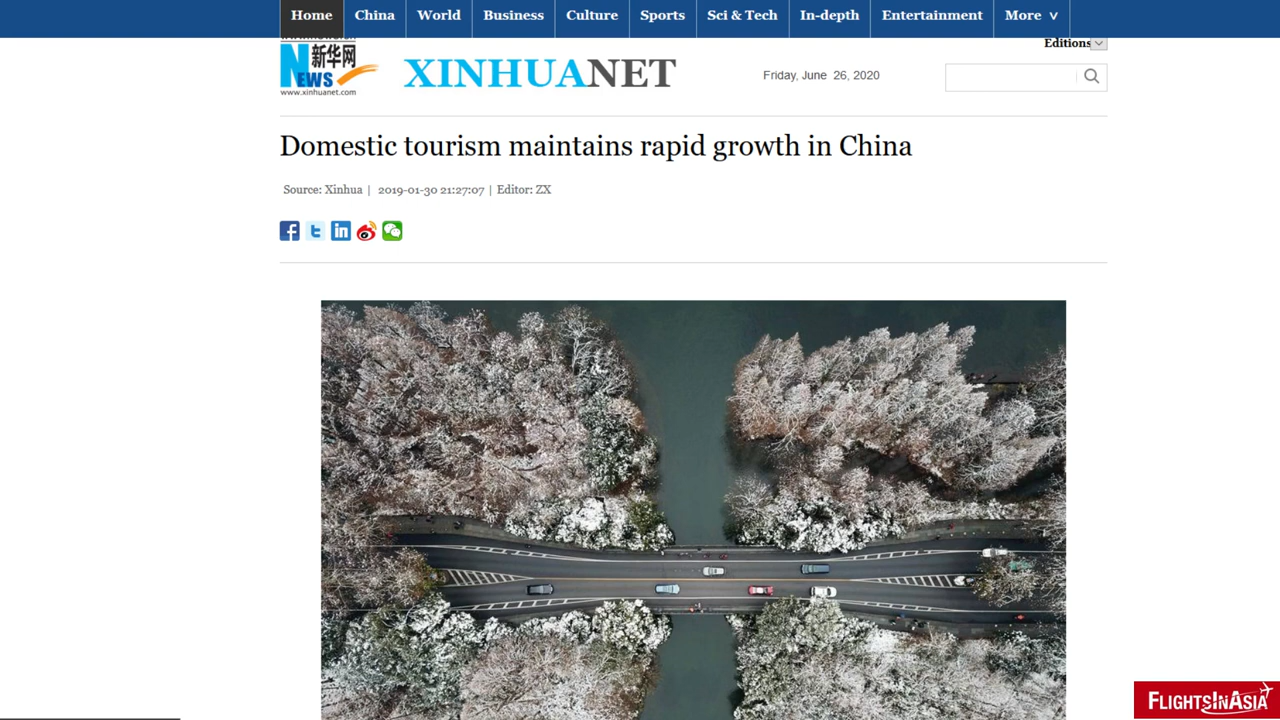 Home China World Business Culture Sports Sci & Tech In-depth Entertainment More ∨
Editions
新华网
NEWS
www.xinhuanet.com
XINHUANET
Friday, June 26, 2020
Domestic tourism maintains rapid growth in China
Source: Xinhua | 2019-01-30 21:27:07 | Editor: ZX
FLIGHTSINASIA